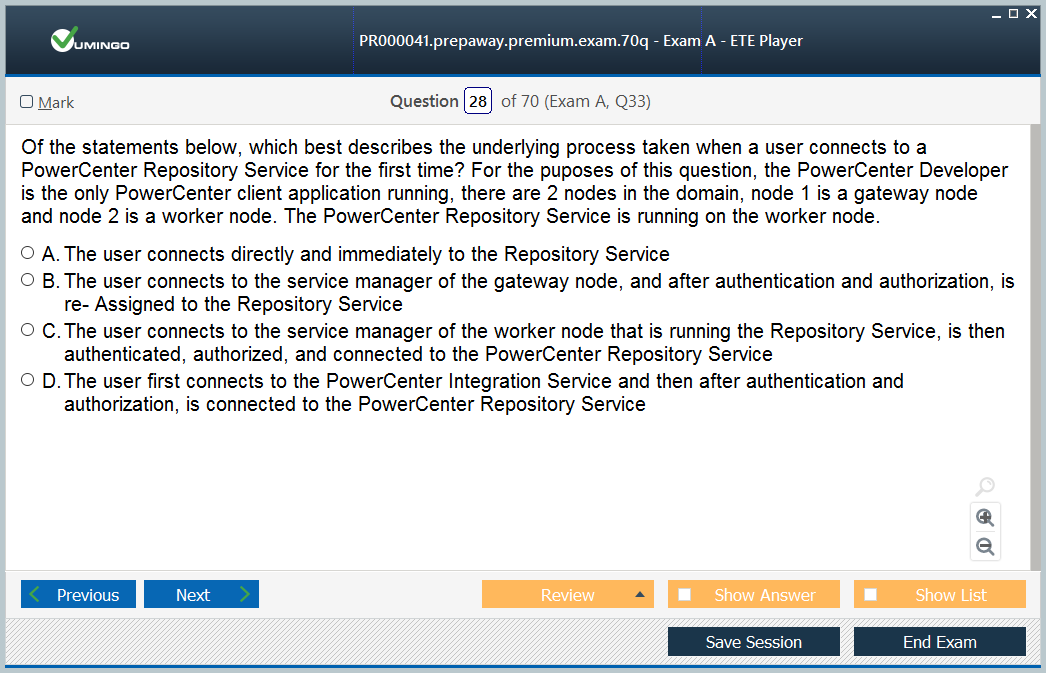 VUMINGO
PR000041.prepaway.premium.exam.70q - Exam A - ETE Player
Mark
Question 28 of 70 (Exam A, Q33)
Of the statements below, which best describes the underlying process taken when a user connects to a
PowerCenter Repository Service for the first time? For the puposes of this question, the PowerCenter Developer
is the only PowerCenter client application running, there are 2 nodes in the domain, node 1 is a gateway node
and node 2 is a worker node. The PowerCenter Repository Service is running on the worker node.
A. The user connects directly and immediately to the Repository Service
B. The user connects to the service manager of the gateway node, and after authentication and authorization, is
re- Assigned to the Repository Service
C. The user connects to the service manager of the worker node that is running the Repository Service, is then
authenticated, authorized, and connected to the PowerCenter Repository Service
D. The user first connects to the PowerCenter Integration Service and then after authentication and
authorization, is connected to the PowerCenter Repository Service
Previous
Next
Review
Show Answer
Show List
Save Session
End Exam